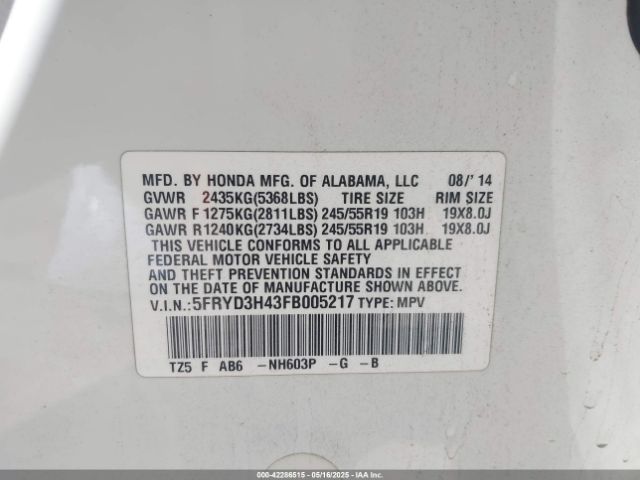 MFD. BY HONDA MFG. OF ALABAMA, LLC 08/'14
GVWR 2435KG(5368LBS) TIRE SIZE RIM SIZE
GAWR F 1275KG(2811LBS) 245/55R19 103H 19X8.0J
GAWR R 1240KG(2734LBS) 245/55R19 103H 19X8.0J
THIS VEHICLE CONFORMS TO ALL APPLICABLE
FEDERAL MOTOR VEHICLE SAFETY
AND THEFT PREVENTION STANDARDS IN EFFECT
ON THE DATE OF MANUFACTURE SHOWN ABOVE.
V.I.N.:5FRYD3H43FB005217 TYPE: MPV
TZ5 F AB6 -NH603P -G -B
000-42286515 - 05/16/2025 - IAAI.COM